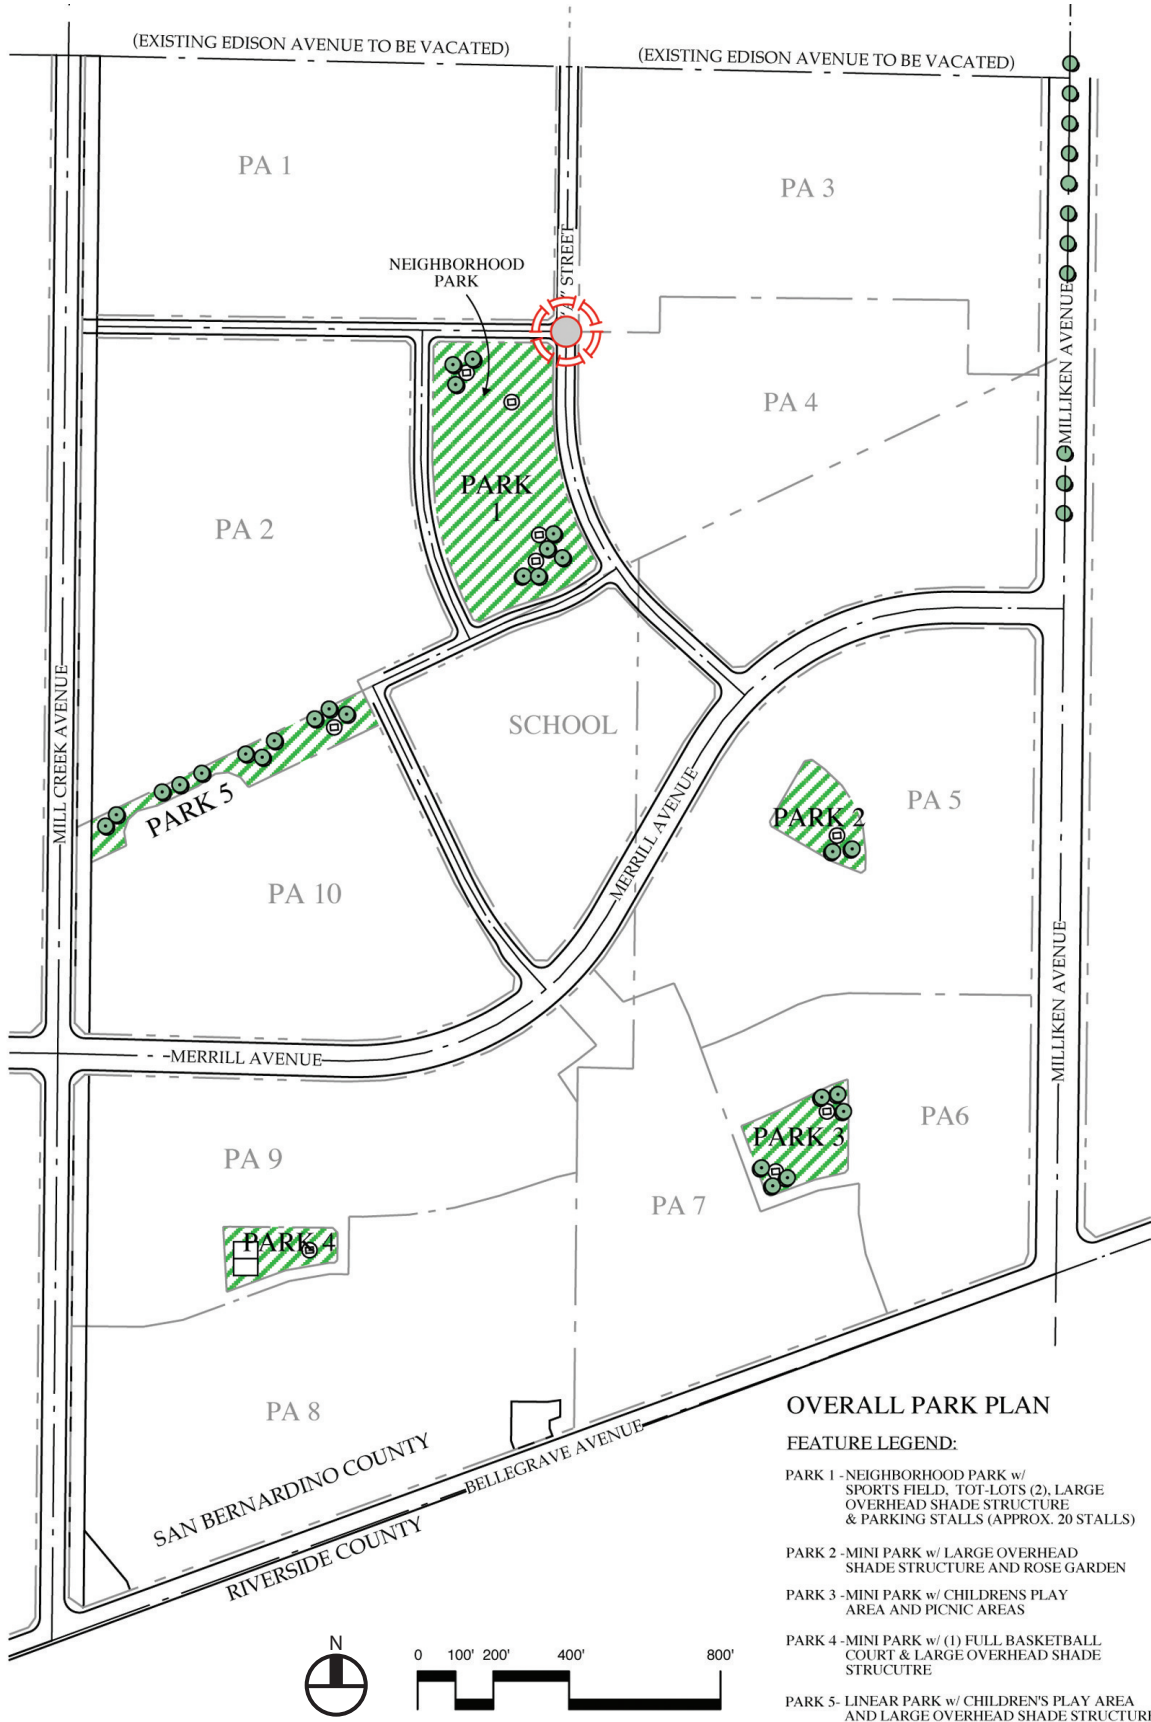 (EXISTING EDISON AVENUE TO BE VACATED)
(EXISTING EDISON AVENUE TO BE VACATED)
PA 1
PA 3
NEIGHBORHOOD
PARK
STREET
MILLIKEN AVENUE
PA 4
PARK
1
PA 2
MILL CREEK AVENUE
SCHOOL
PARK 5
MERRILL AVENUE
PARK 2
PA 5
PA 10
MILLIKEN AVENUE
MERRILL AVENUE
PARK 3
PA6
PA 9
PA 7
PARK 4
PA 8
SAN BERNARDINO COUNTY
BELLEGRAVE AVENUE
RIVERSIDE COUNTY
OVERALL PARK PLAN
FEATURE LEGEND:
PARK 1 - NEIGHBORHOOD PARK w/
SPORTS FIELD, TOT-LOTS (2), LARGE
OVERHEAD SHADE STRUCTURE
& PARKING STALLS (APPROX. 20 STALLS)
PARK 2 - MINI PARK w/ LARGE OVERHEAD
SHADE STRUCTURE AND ROSE GARDEN
PARK 3 - MINI PARK w/ CHILDRENS PLAY
AREA AND PICNIC AREAS
PARK 4 - MINI PARK w/ (1) FULL BASKETBALL
COURT & LARGE OVERHEAD SHADE
STRUCUTRE
PARK 5- LINEAR PARK w/ CHILDREN'S PLAY AREA
AND LARGE OVERHEAD SHADE STRUCTURE
N
0 100' 200' 400' 800'